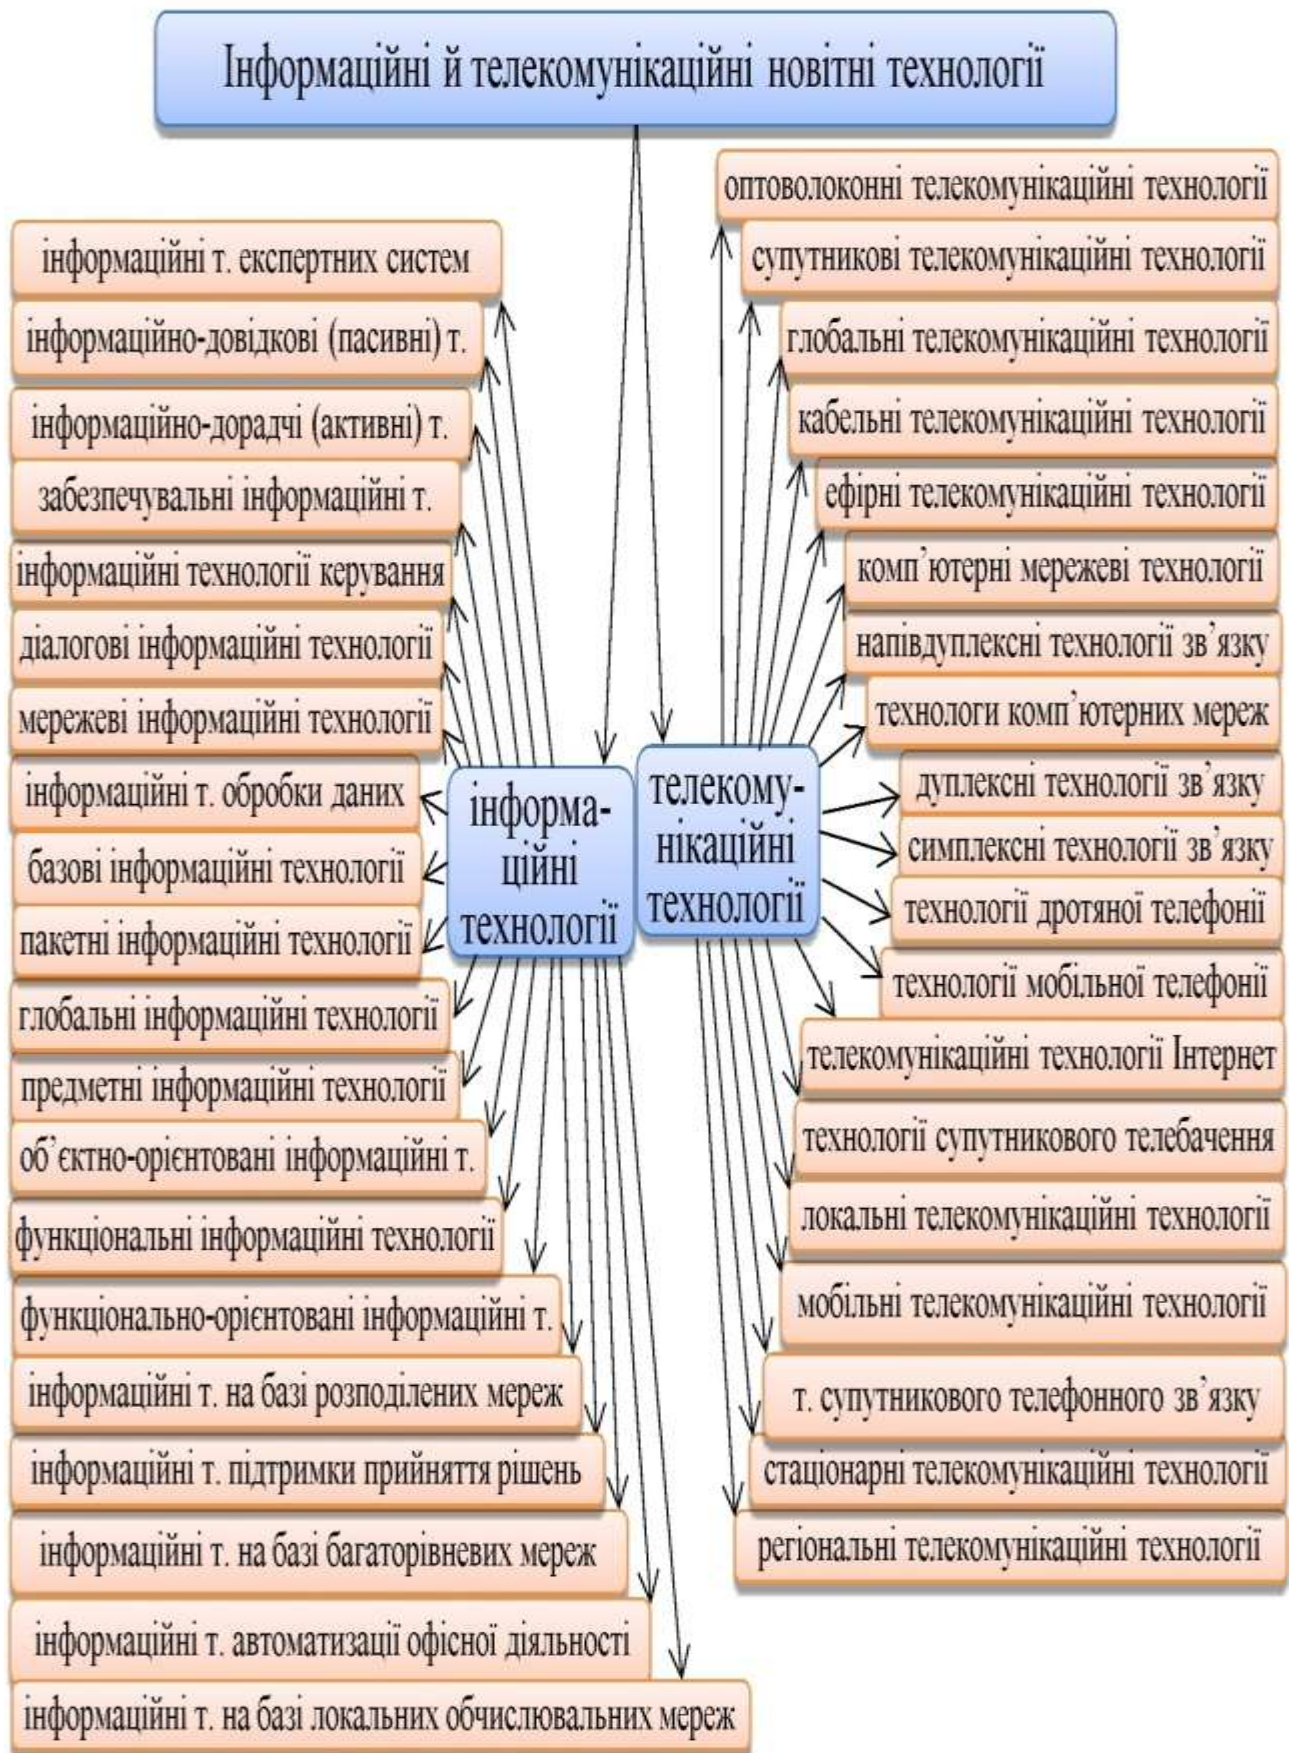 Інформаційні й телекомунікаційні новітні технології
інформаційні т. експертних систем
інформаційно-довідкові (пасивні) т.
інформаційно-дорадчі (активні) т.
забезпечувальні інформаційні т.
інформаційні технології керування
діалогові інформаційні технології
мережеві інформаційні технології
інформаційні т. обробки даних
базові інформаційні технології
пакетні інформаційні технології
глобальні інформаційні технології
предметні інформаційні технології
об’єктно-орієнтовані інформаційні т.
функціональні інформаційні технології
функціонально-орієнтовані інформаційні т.
інформаційні т. на базі розподілених мереж
інформаційні т. підтримки прийняття рішень
інформаційні т. на базі багаторівневих мереж
інформаційні т. автоматизації офісної діяльності
інформаційні т. на базі локальних обчислювальних мереж
інформа-
ційні
технології
телекому-
нікаційні
технології
оптоволоконні телекомунікаційні технології
супутникові телекомунікаційні технології
глобальні телекомунікаційні технології
кабельні телекомунікаційні технології
ефірні телекомунікаційні технології
комп’ютерні мережеві технології
напівдуплексні технології зв’язку
технологи комп’ютерних мереж
дуплексні технології зв’язку
симплексні технології зв’язку
технології дротяної телефонії
технології мобільної телефонії
телекомунікаційні технології Інтернет
технології супутникового телебачення
локальні телекомунікаційні технології
мобільні телекомунікаційні технології
т. супутникового телефонного зв’язку
стаціонарні телекомунікаційні технології
регіональні телекомунікаційні технології